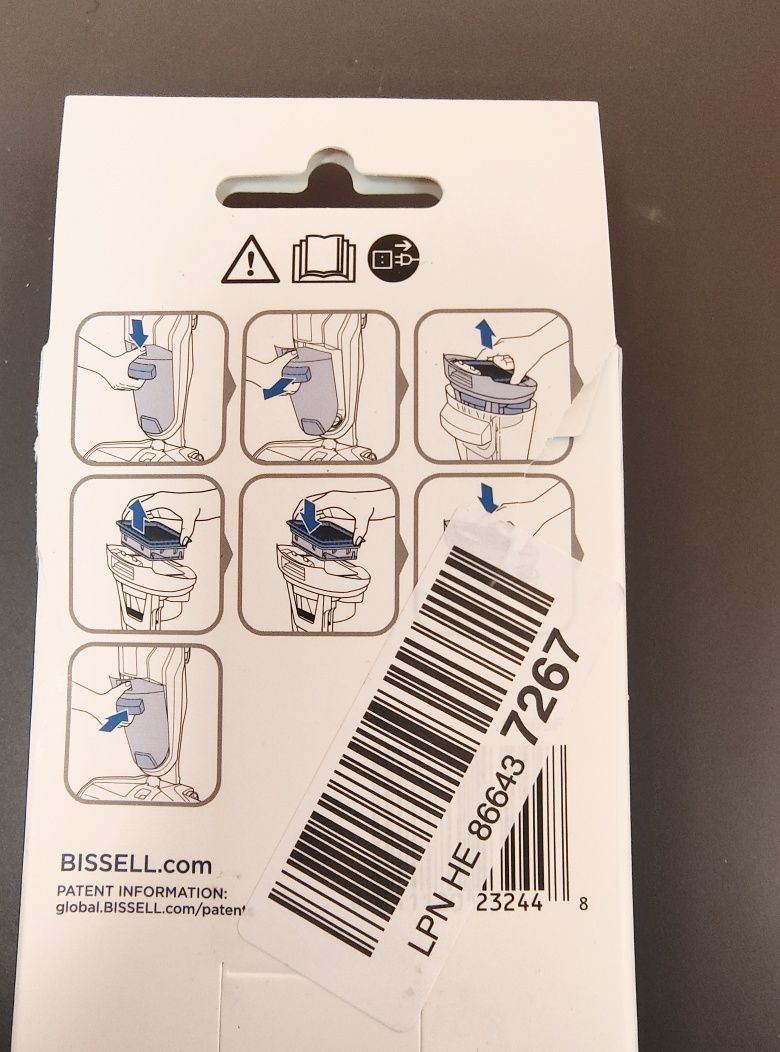 BISSELL.com
PATENT INFORMATION:
global.BISSELL.com/patent
LPN HE 86643 7267
23244 8